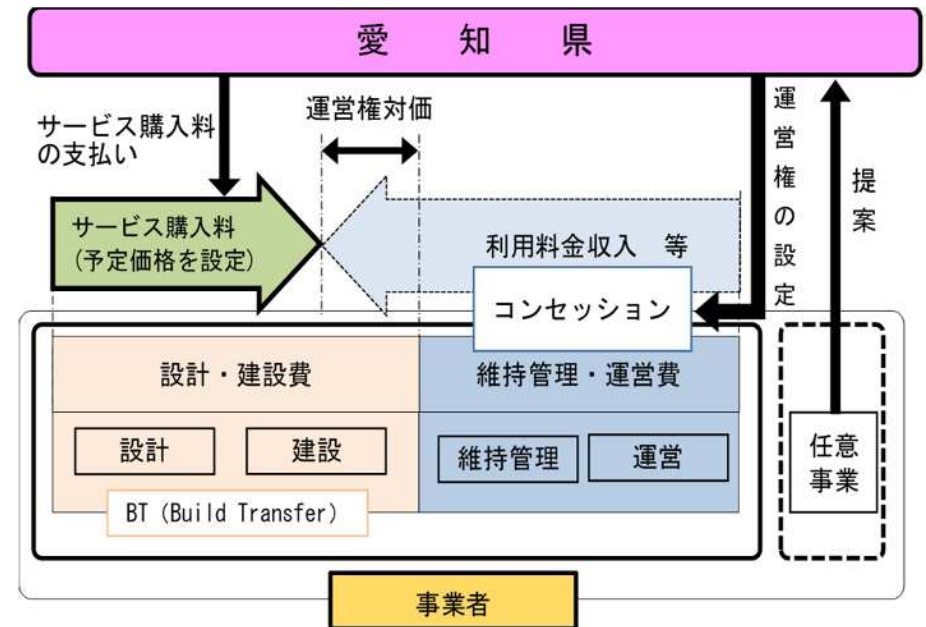 愛 知 県
サービス購入料
の支払い
運営権対価
運営権の設定
提案
サービス購入料
(予定価格を設定)
利用料金収入 等
コンセッション
設計・建設費
維持管理・運営費
設計
建設
維持管理
運営
任意
事業
BT (Build Transfer)
事業者